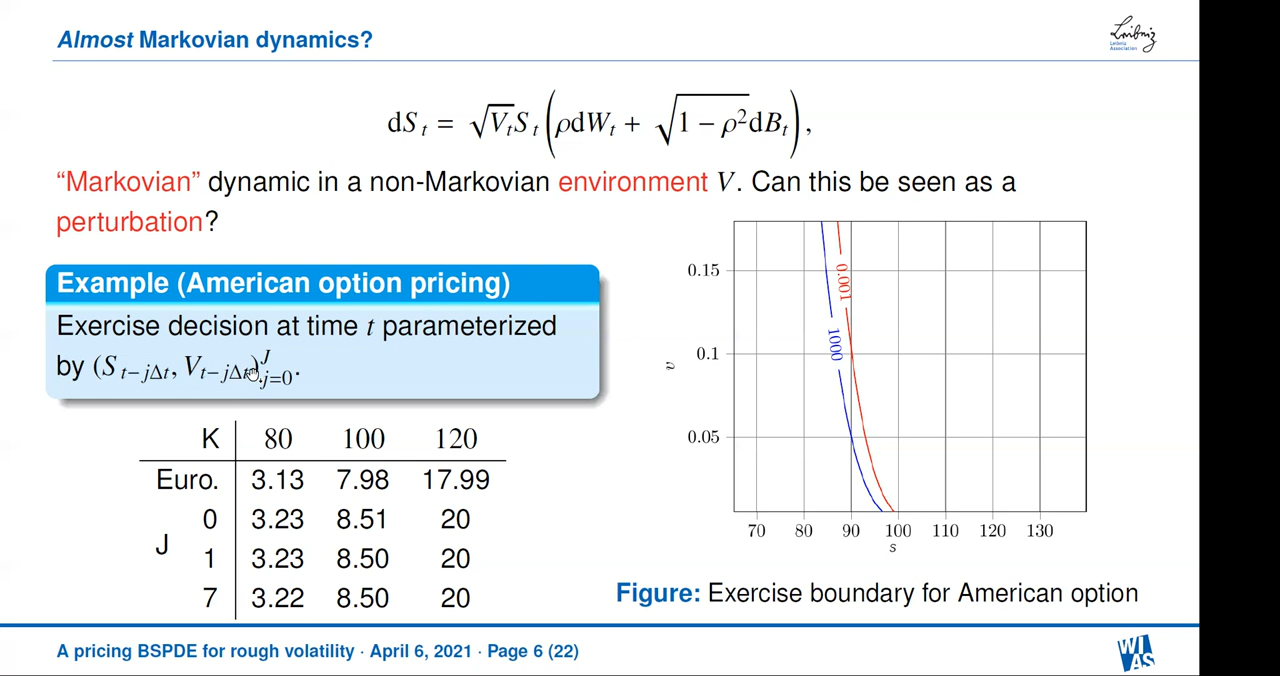 Almost Markovian dynamics?
Leibniz
Leibniz
Association
dS_t = √V_t S_t (ρdW_t + √(1 − ρ²) dB_t),
“Markovian” dynamic in a non-Markovian environment V. Can this be seen as a
perturbation?
Example (American option pricing)
Exercise decision at time t parameterized
by (S_{t−jΔt}, V_{t−jΔt})^J_{j=0}.
K 80 100 120
Euro. 3.13 7.98 17.99
0 3.23 8.51 20
J
1 3.23 8.50 20
7 3.22 8.50 20
0.15
0.1
0.05
v
0.001
1000
70 80 90 100 110 120 130
s
Figure: Exercise boundary for American option
A pricing BSPDE for rough volatility · April 6, 2021 · Page 6 (22)
WI
AS